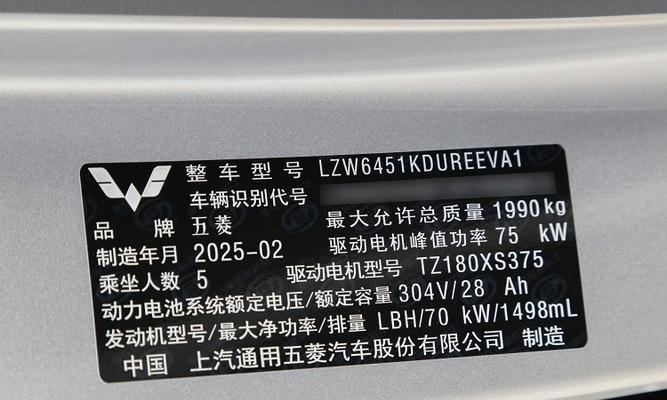 整车型号 LZW6451KDUREEVA1
车辆识别代号
品牌 五菱 最大允许总质量 1990 kg
制造年月 2025-02 驱动电机峰值功率 75 kW
乘坐人数 5 驱动电机型号 TZ180XS375
动力电池系统额定电压/额定容量 304V/28 Ah
发动机型号/最大净功率/排量 LBH/70 kW/1498mL
中国 上汽通用五菱汽车股份有限公司 制造